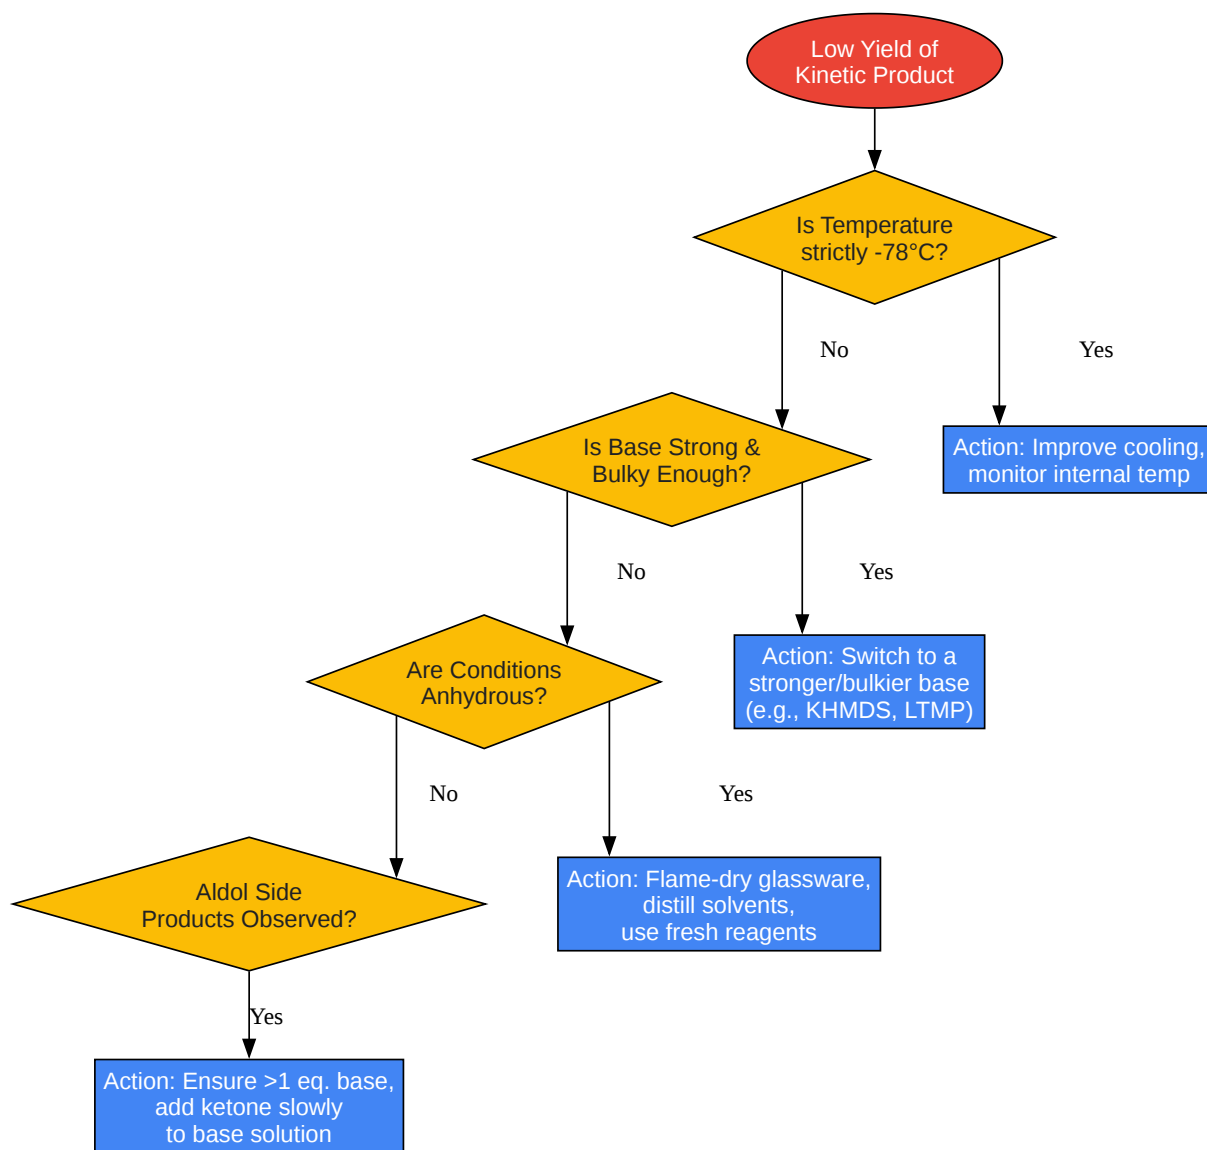 Low Yield of
Kinetic Product
Is Temperature
strictly -78°C?
No
Yes
Is Base Strong &
Bulky Enough?
Action: Improve cooling,
monitor internal temp
No
Yes
Are Conditions
Anhydrous?
Action: Switch to a
stronger/bulkier base
(e.g., KHMDS, LTMP)
No
Yes
Aldol Side
Products Observed?
Action: Flame-dry glassware,
distill solvents,
use fresh reagents
Yes
Action: Ensure >1 eq. base,
add ketone slowly
to base solution